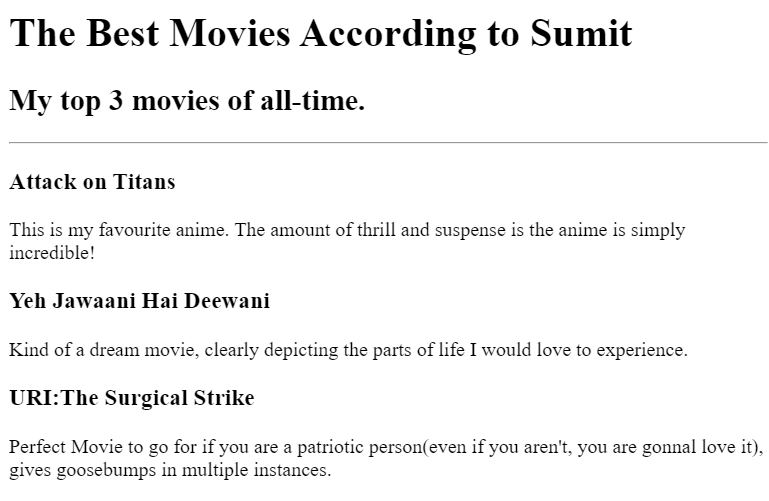 The Best Movies According to Sumit
My top 3 movies of all-time.
Attack on Titans
This is my favourite anime. The amount of thrill and suspense is the anime is simply
incredible!
Yeh Jawaani Hai Deewani
Kind of a dream movie, clearly depicting the parts of life I would love to experience.
URI:The Surgical Strike
Perfect Movie to go for if you are a patriotic person(even if you aren't, you are gonnal love it),
gives goosebumps in multiple instances.